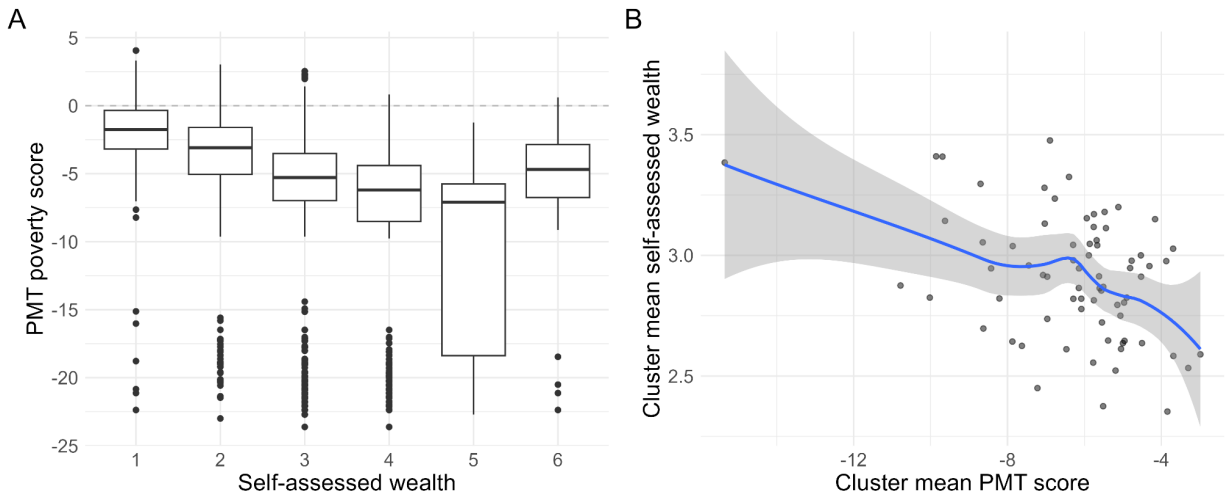 A
B
PMT poverty score
5
0
-5
-10
-15
-20
-25
1 2 3 4 5 6
Self-assessed wealth
Cluster mean self-assessed wealth
3.5
3.0
2.5
-12 -8 -4
Cluster mean PMT score